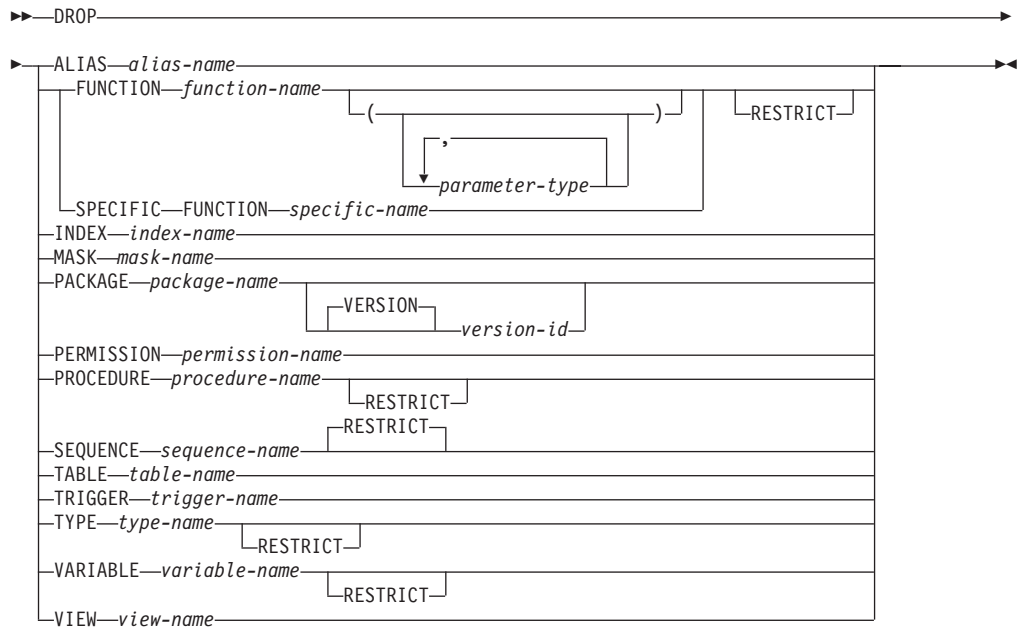 DROP
ALIAS alias-name
FUNCTION function-name
( )
RESTRICT
,
parameter-type
SPECIFIC FUNCTION specific-name
INDEX index-name
MASK mask-name
PACKAGE package-name
VERSION
version-id
PERMISSION permission-name
PROCEDURE procedure-name
RESTRICT
RESTRICT
SEQUENCE sequence-name
TABLE table-name
TRIGGER trigger-name
TYPE type-name
RESTRICT
VARIABLE variable-name
RESTRICT
VIEW view-name